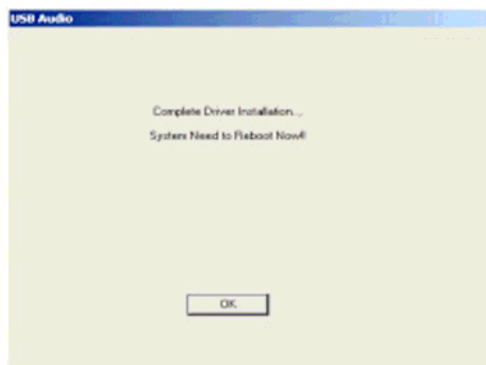 USB Audio
Complete Driver Installation...
System Need to Reboot Now!!
OK